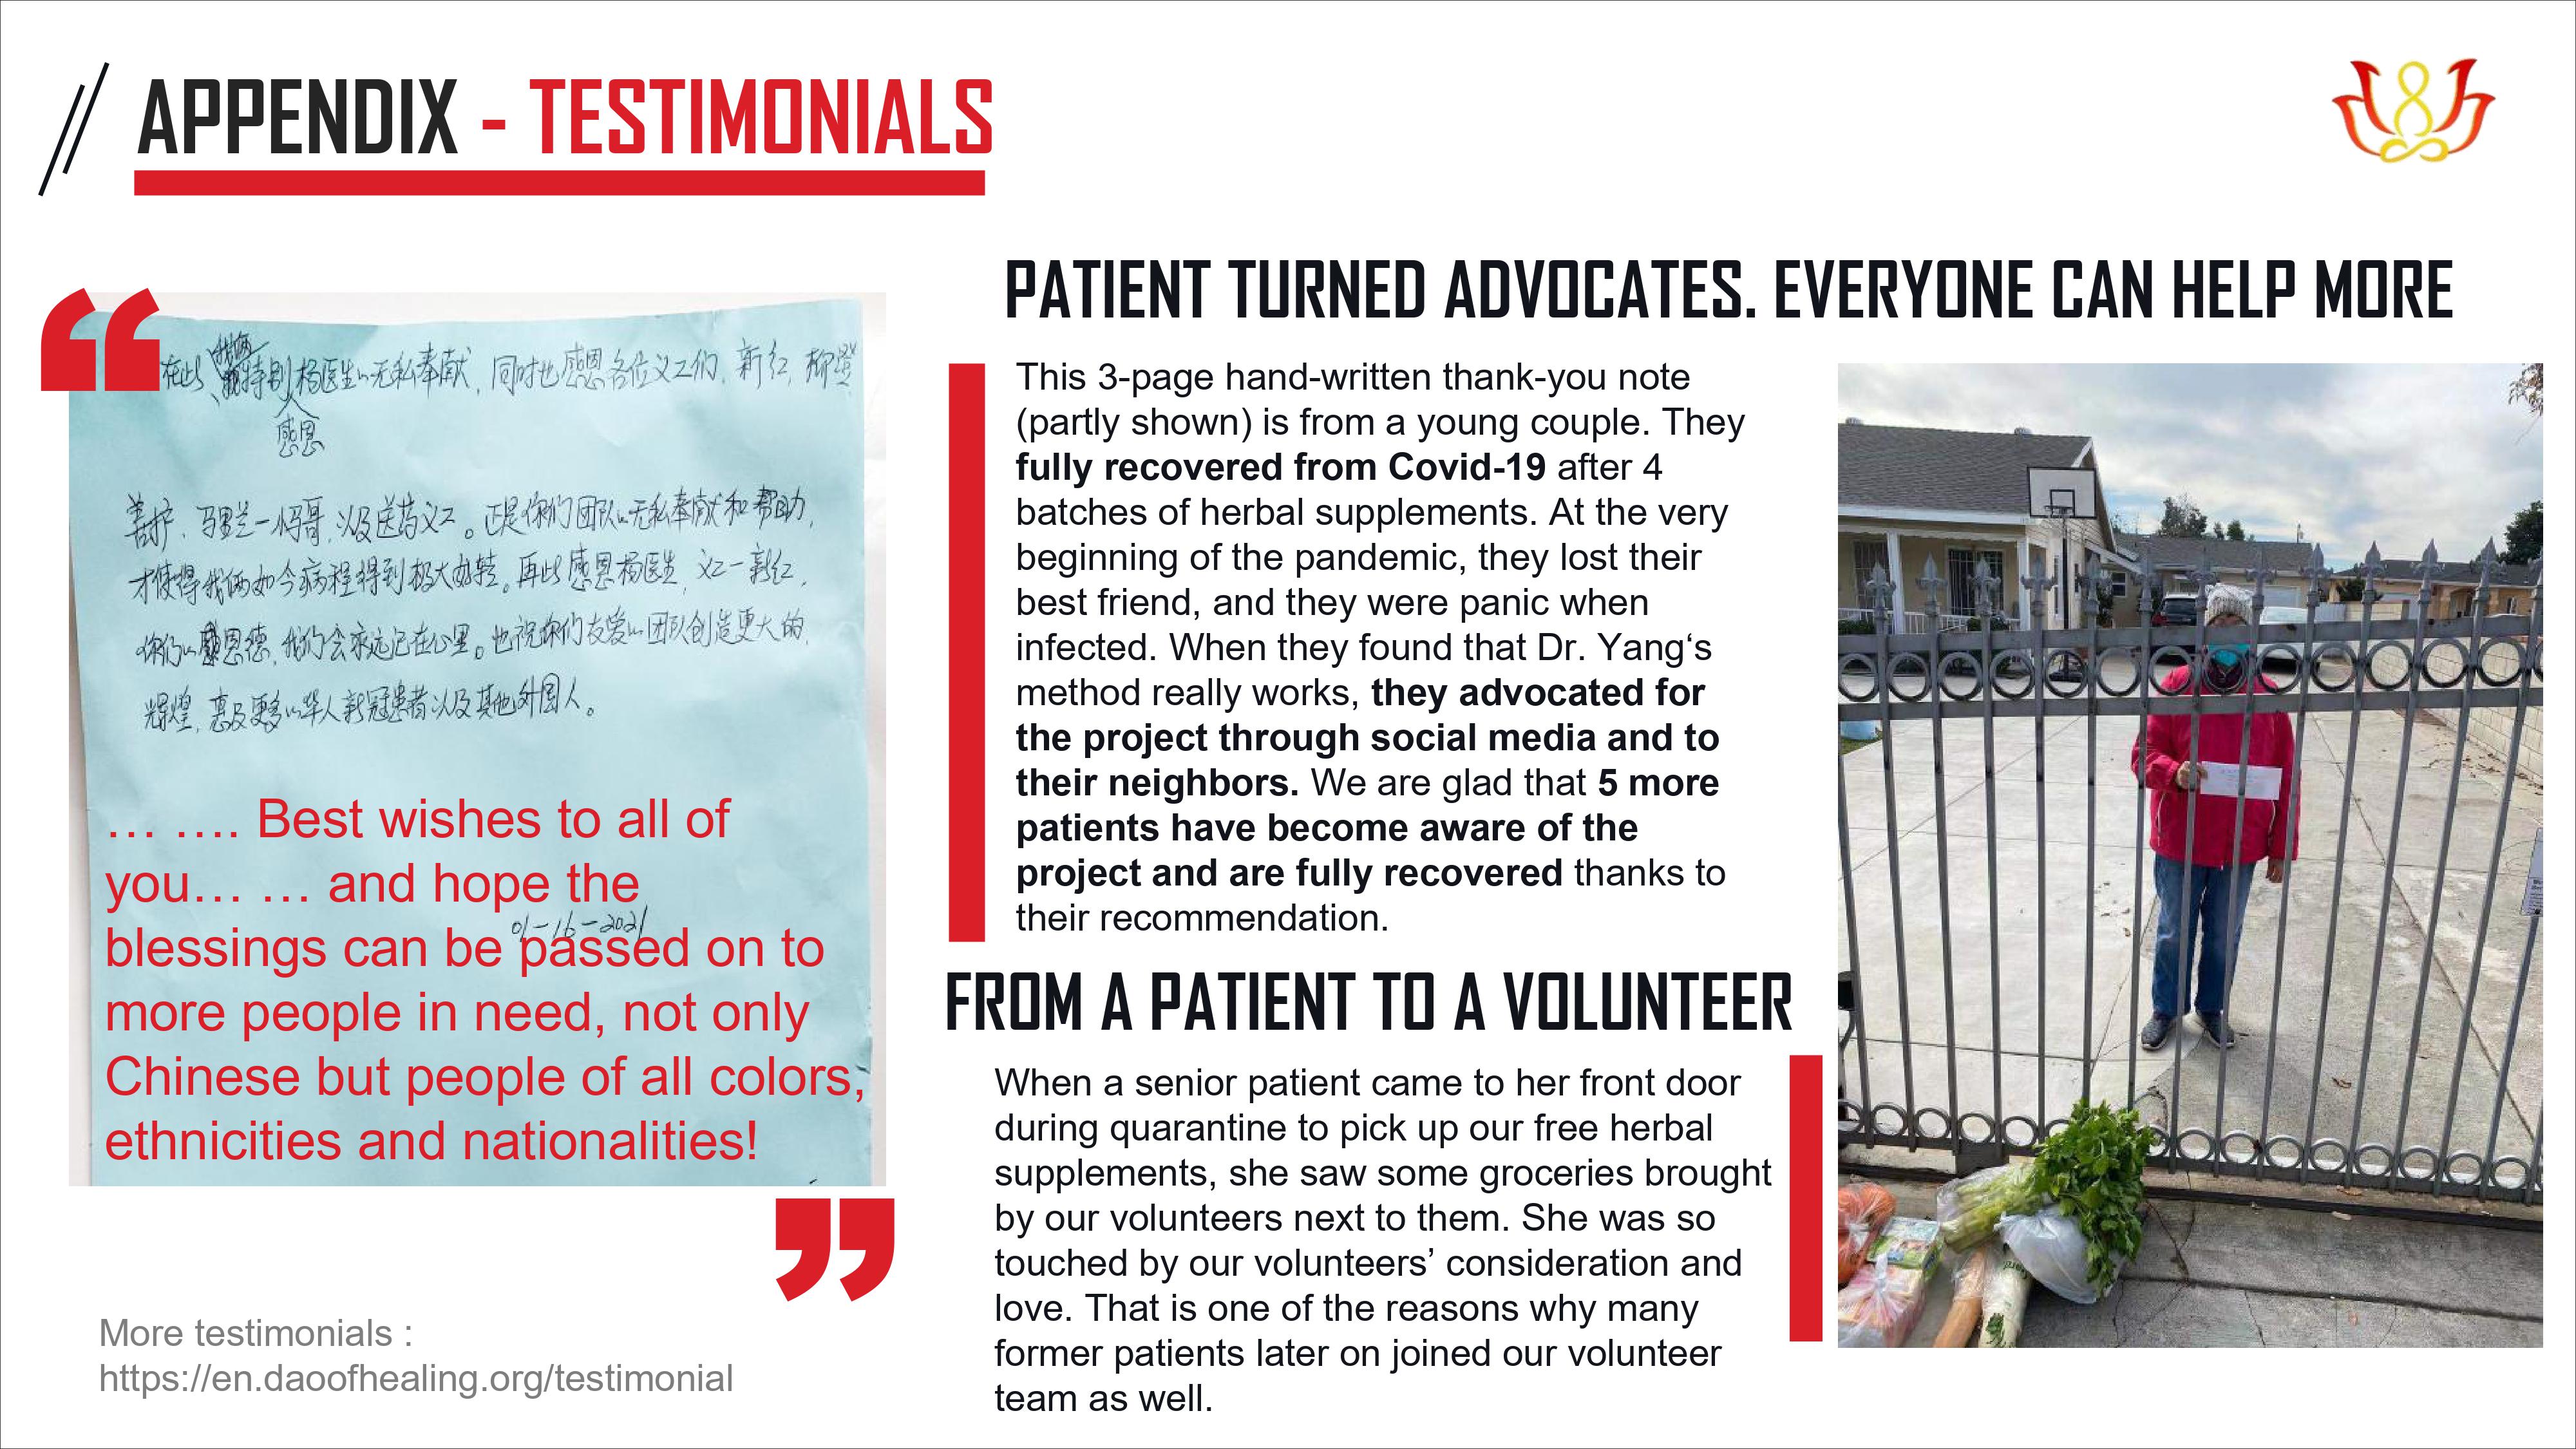 APPENDIX - TESTIMONIALS
在此我俩特别感恩杨医生的无私奉献,同时也感恩各位义工们,新红,柳澄,
善护,马里兰一小马哥,以及送药义工。正是你们团队的无私奉献和帮助,
才使得我俩如今病程得到极大好转。再此感恩杨医生,义工一新红,
你们的恩德,我们会永远记在心里。也祝你们友爱的团队创造更大的
辉煌,惠及更多的华人新冠患者以及其他外国人。
01-16-2021
… …. Best wishes to all of
you… … and hope the
blessings can be passed on to
more people in need, not only
Chinese but people of all colors,
ethnicities and nationalities!
More testimonials :
https://en.daoofhealing.org/testimonial
PATIENT TURNED ADVOCATES. EVERYONE CAN HELP MORE
This 3-page hand-written thank-you note
(partly shown) is from a young couple. They
fully recovered from Covid-19 after 4
batches of herbal supplements. At the very
beginning of the pandemic, they lost their
best friend, and they were panic when
infected. When they found that Dr. Yang‘s
method really works, they advocated for
the project through social media and to
their neighbors. We are glad that 5 more
patients have become aware of the
project and are fully recovered thanks to
their recommendation.
FROM A PATIENT TO A VOLUNTEER
When a senior patient came to her front door
during quarantine to pick up our free herbal
supplements, she saw some groceries brought
by our volunteers next to them. She was so
touched by our volunteers’ consideration and
love. That is one of the reasons why many
former patients later on joined our volunteer
team as well.